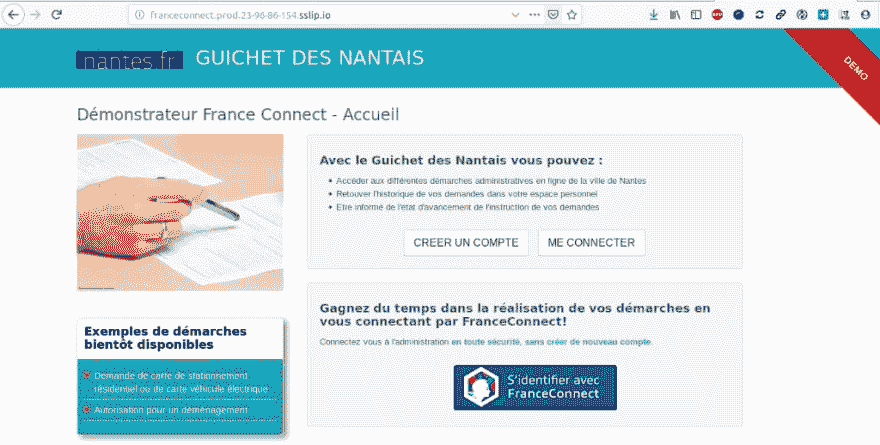 franceconnect.prod.23-96-86-154.sslip.io
nantes.fr GUICHET DES NANTAIS
DEMO
Démonstrateur France Connect - Accueil
Avec le Guichet des Nantais vous pouvez :
Accéder aux différentes démarches administratives en ligne de la ville de Nantes
Retouver l'historique de vos demandes dans votre espace personnel
Etre informé de l'état d'avancement de l'instruction de vos demandes
CREER UN COMPTE ME CONNECTER
Gagnez du temps dans la réalisation de vos démarches en
vous connectant par FranceConnect!
Connectez vous à l'administration en toute sécurité, sans créer de nouveau compte.
S'identifier avec
FranceConnect
Exemples de démarches
bientôt disponibles
Demande de carte de stationnement
résidentiel ou de carte véhicule électrique
Autorisation pour un déménagement